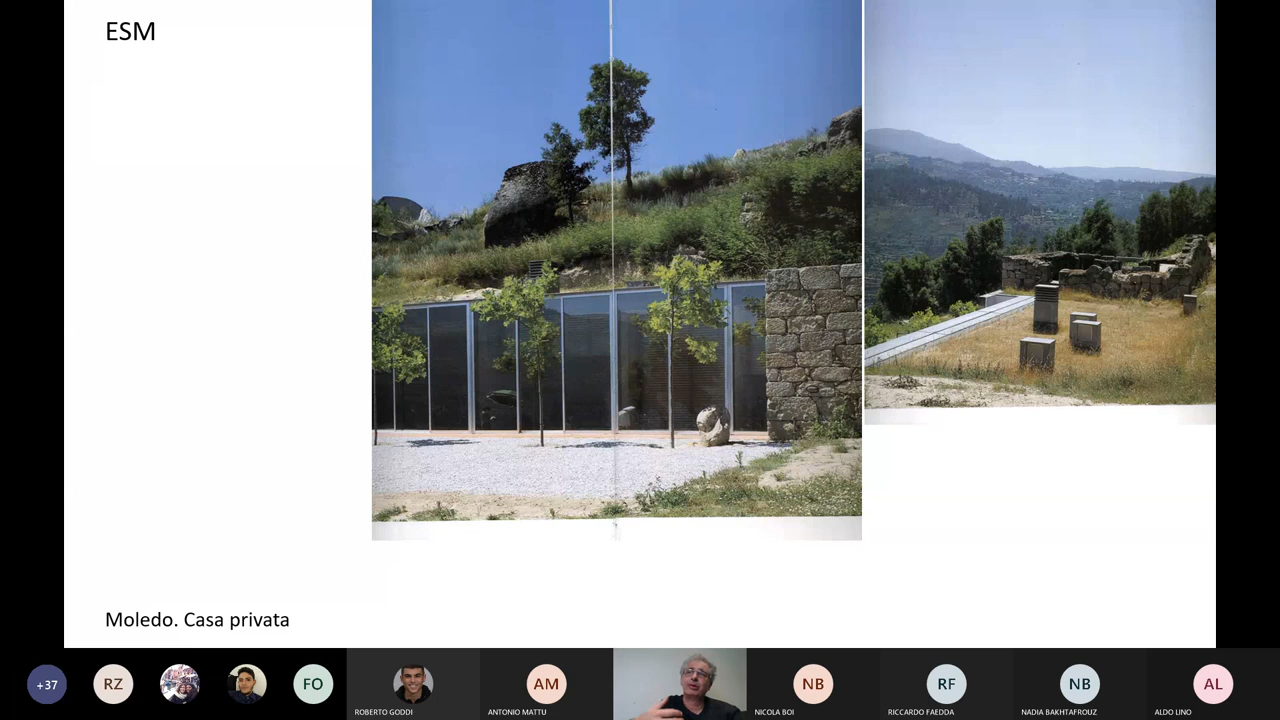 ESM
Moledo. Casa privata
+37
RZ
FO
ROBERTO GODDI
AM
ANTONIO MATTU
NB
NICOLA BOI
RF
RICCARDO FAEDDA
NB
NADIA BAKHTAFROUZ
AL
ALDO LINO